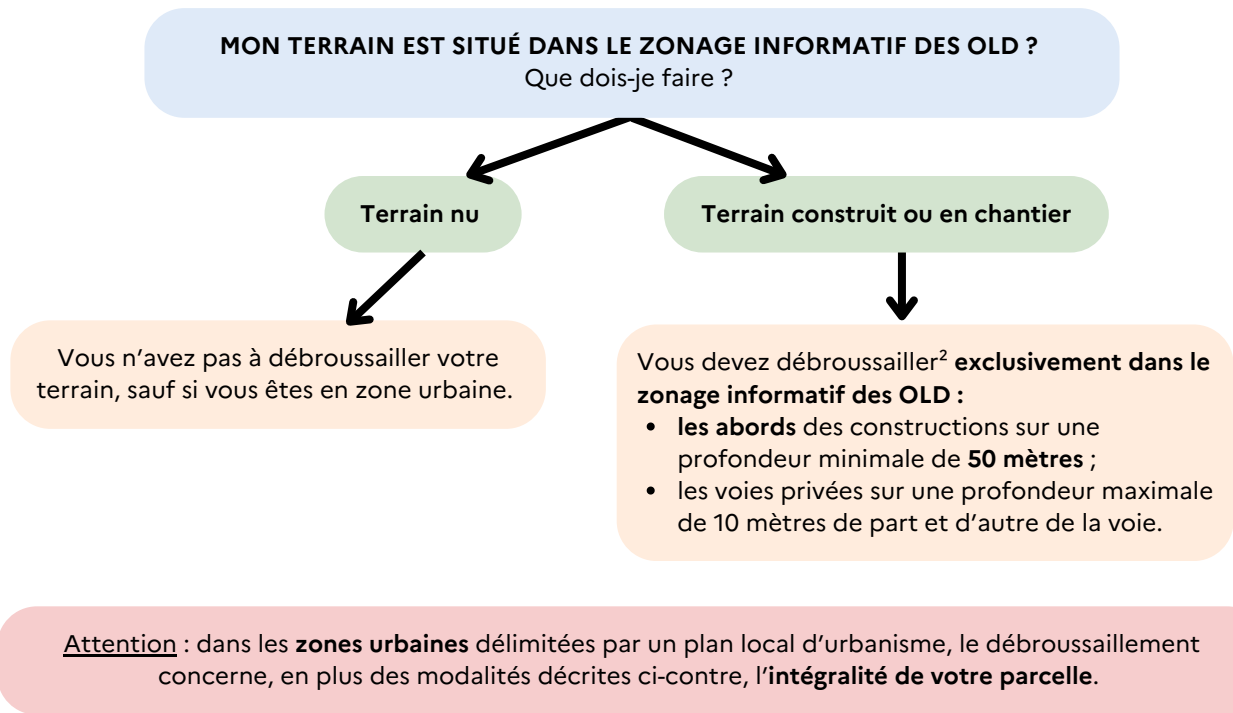 MON TERRAIN EST SITUÉ DANS LE ZONAGE INFORMATIF DES OLD ?
Que dois-je faire ?
Terrain nu
Terrain construit ou en chantier
Vous n’avez pas à débroussailler votre
terrain, sauf si vous êtes en zone urbaine.
Vous devez débroussailler² exclusivement dans le
zonage informatif des OLD :
• les abords des constructions sur une
profondeur minimale de 50 mètres ;
• les voies privées sur une profondeur maximale
de 10 mètres de part et d’autre de la voie.
Attention : dans les zones urbaines délimitées par un plan local d’urbanisme, le débroussaillement
concerne, en plus des modalités décrites ci-contre, l’intégralité de votre parcelle.